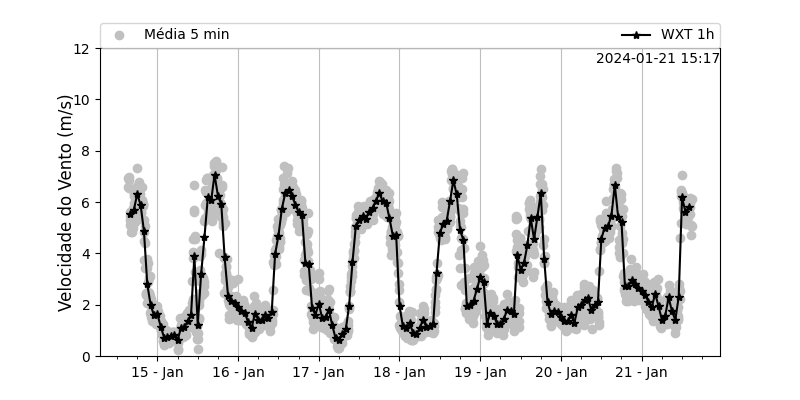 Média 5 min
WXT 1h
2024-01-21 15:17
Velocidade do Vento (m/s)
12
10
8
6
4
2
0
15 - Jan
16 - Jan
17 - Jan
18 - Jan
19 - Jan
20 - Jan
21 - Jan